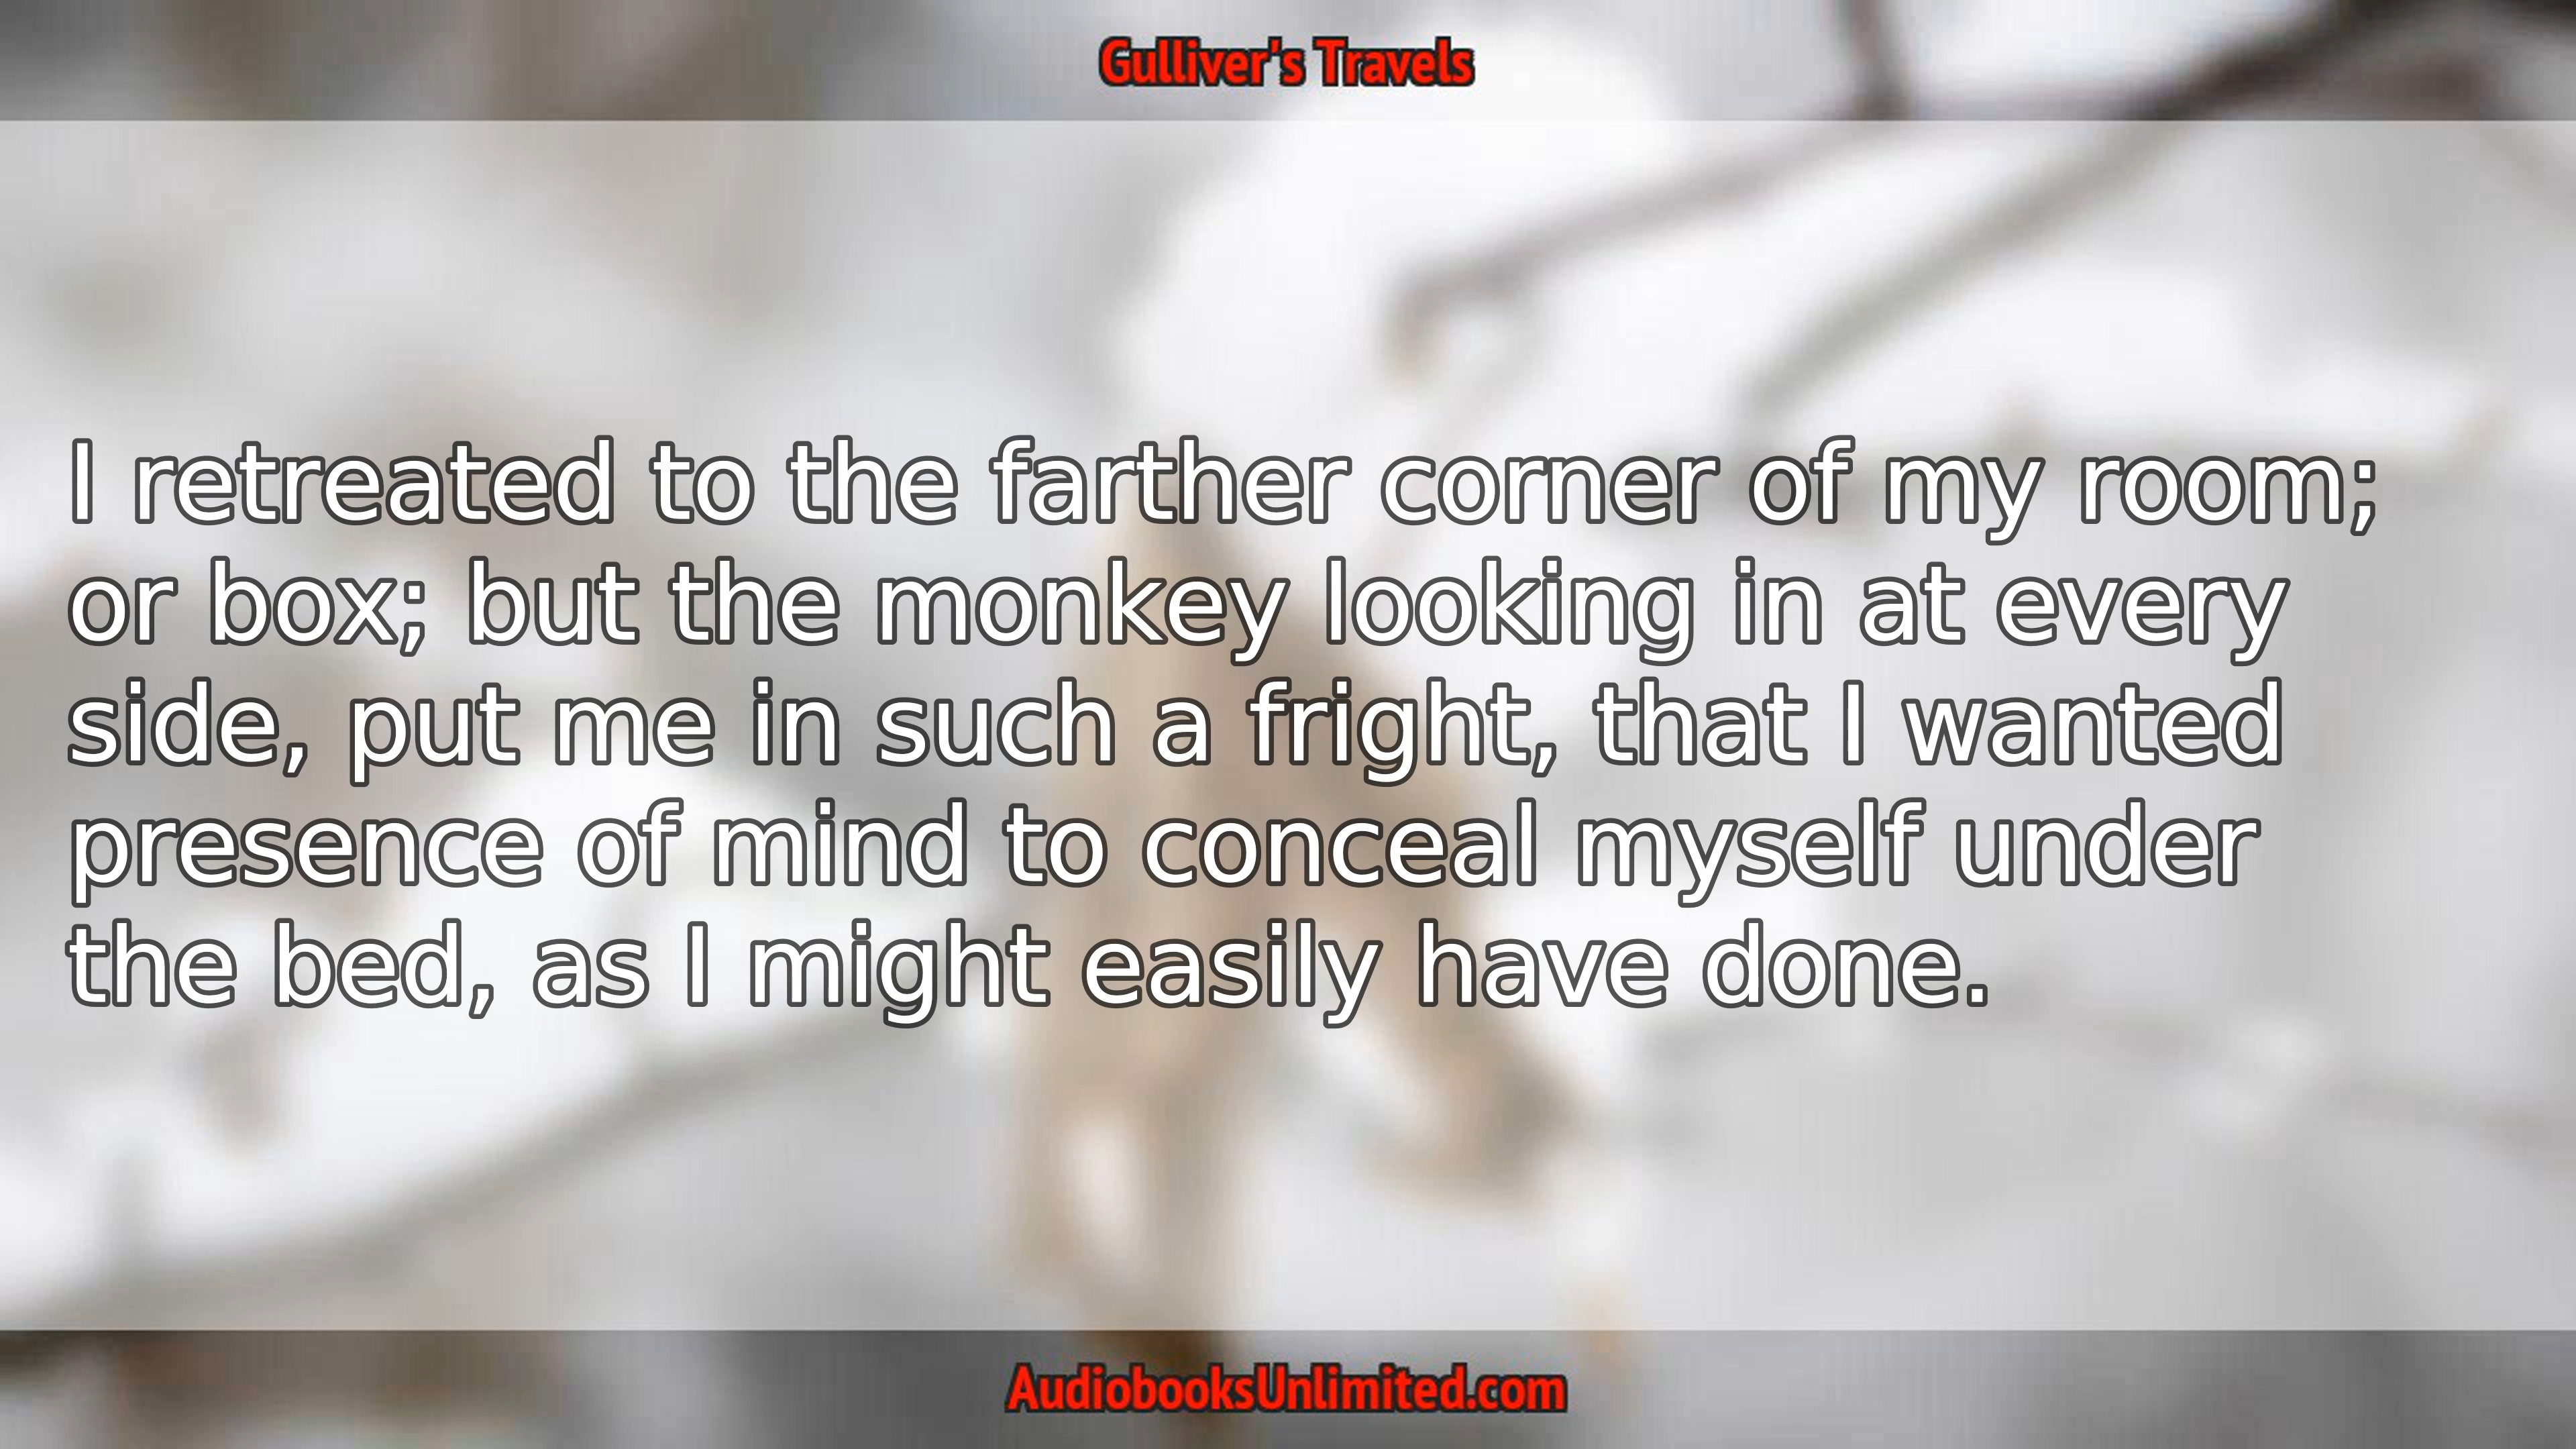 Gulliver's Travels
I retreated to the farther corner of my room;
or box; but the monkey looking in at every
side, put me in such a fright, that I wanted
presence of mind to conceal myself under
the bed, as I might easily have done.
AudiobooksUnlimited.com